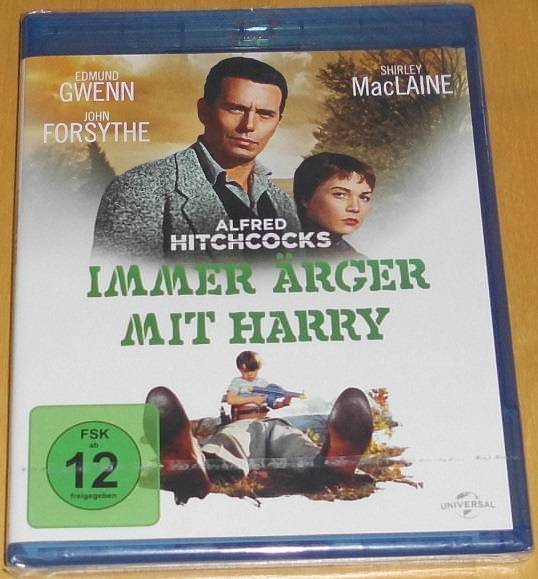 EDMUND
GWENN
JOHN
FORSYTHE
SHIRLEY
MacLAINE
ALFRED
HITCHCOCKS
IMMER ÄRGER
MIT HARRY
FSK
ab
12
freigegeben
UNIVERSAL